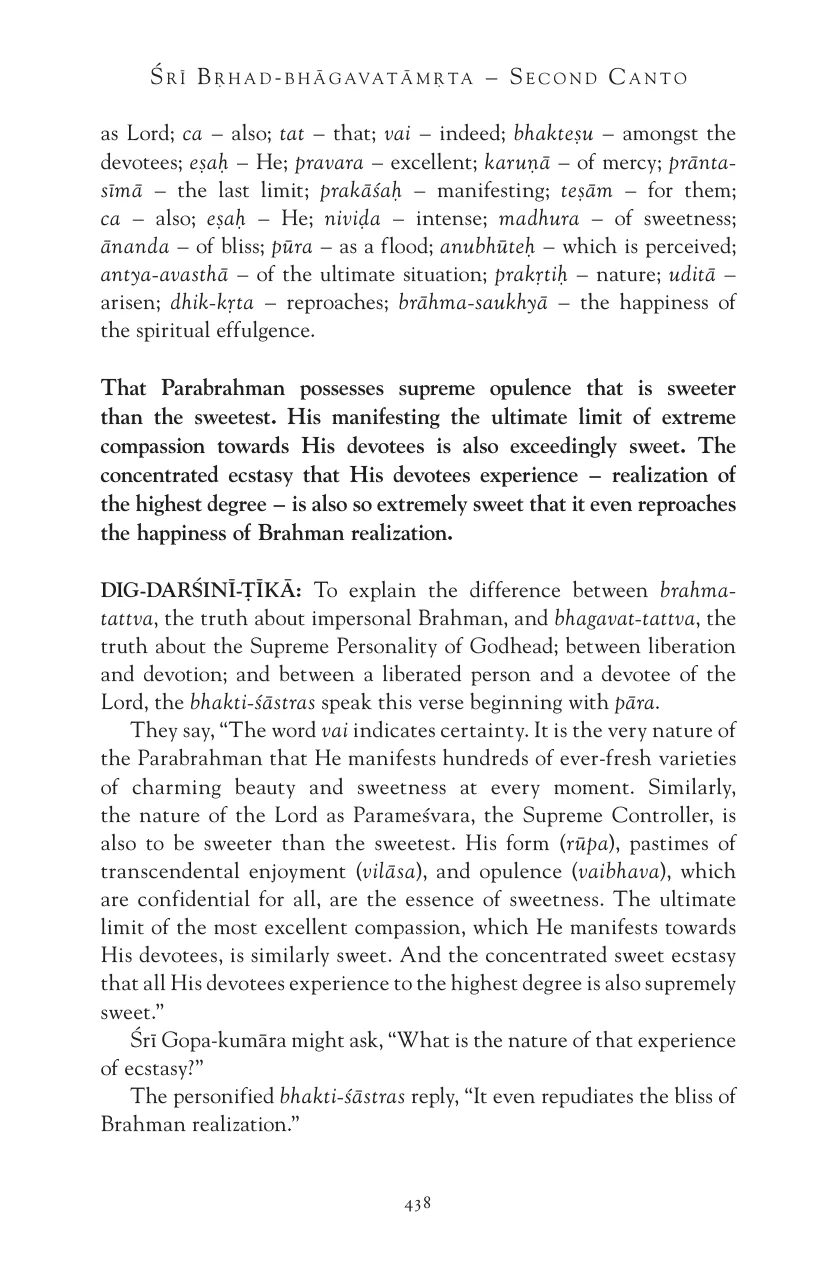 Śrī Bṛhad-bhāgavatāmṛta – Second Canto
as Lord; ca – also; tat – that; vai – indeed; bhakteṣu – amongst the
devotees; eṣaḥ – He; pravara – excellent; karuṇā – of mercy; prānta-
sīmā – the last limit; prakāśaḥ – manifesting; teṣām – for them;
ca – also; eṣaḥ – He; niviḍa – intense; madhura – of sweetness;
ānanda – of bliss; pūra – as a flood; anubhūteḥ – which is perceived;
antya-avasthā – of the ultimate situation; prakṛtiḥ – nature; uditā –
arisen; dhik-kṛta – reproaches; brāhma-saukhyā – the happiness of
the spiritual effulgence.
That Parabrahman possesses supreme opulence that is sweeter
than the sweetest. His manifesting the ultimate limit of extreme
compassion towards His devotees is also exceedingly sweet. The
concentrated ecstasy that His devotees experience – realization of
the highest degree – is also so extremely sweet that it even reproaches
the happiness of Brahman realization.
DIG-DARŚINĪ-ṬĪKĀ: To explain the difference between brahma-
tattva, the truth about impersonal Brahman, and bhagavat-tattva, the
truth about the Supreme Personality of Godhead; between liberation
and devotion; and between a liberated person and a devotee of the
Lord, the bhakti-śāstras speak this verse beginning with pāra.
They say, “The word vai indicates certainty. It is the very nature of
the Parabrahman that He manifests hundreds of ever-fresh varieties
of charming beauty and sweetness at every moment. Similarly,
the nature of the Lord as Parameśvara, the Supreme Controller, is
also to be sweeter than the sweetest. His form (rūpa), pastimes of
transcendental enjoyment (vilāsa), and opulence (vaibhava), which
are confidential for all, are the essence of sweetness. The ultimate
limit of the most excellent compassion, which He manifests towards
His devotees, is similarly sweet. And the concentrated sweet ecstasy
that all His devotees experience to the highest degree is also supremely
sweet.”
Śrī Gopa-kumāra might ask, “What is the nature of that experience
of ecstasy?”
The personified bhakti-śāstras reply, “It even repudiates the bliss of
Brahman realization.”
438